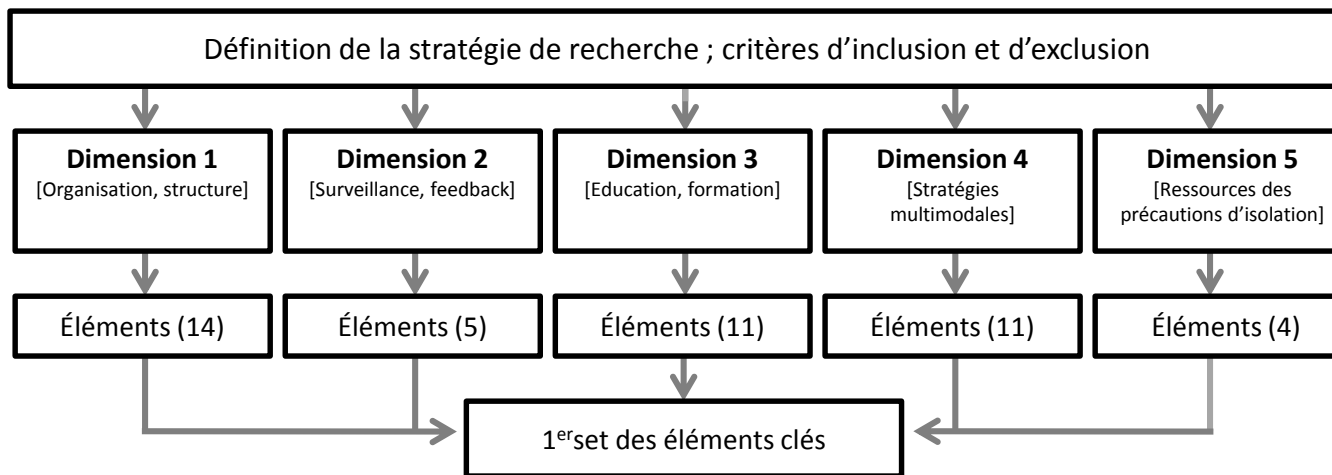 Définition de la stratégie de recherche ; critères d’inclusion et d’exclusion
Dimension 1
[Organisation, structure]
Dimension 2
[Surveillance, feedback]
Dimension 3
[Education, formation]
Dimension 4
[Stratégies
multimodales]
Dimension 5
[Ressources des
précautions d’isolation]
Éléments (14)
Éléments (5)
Éléments (11)
Éléments (11)
Éléments (4)
1erset des éléments clés